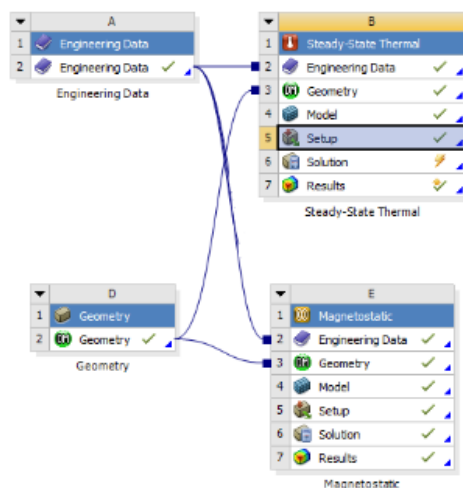 A
1 Engineering Data
2 Engineering Data
Engineering Data
B
1 Steady-State Thermal
2 Engineering Data
3 Geometry
4 Model
5 Setup
6 Solution
7 Results
Steady-State Thermal
D
1 Geometry
2 Geometry
Geometry
E
1 Magnetostatic
2 Engineering Data
3 Geometry
4 Model
5 Setup
6 Solution
7 Results
Magnetostatic